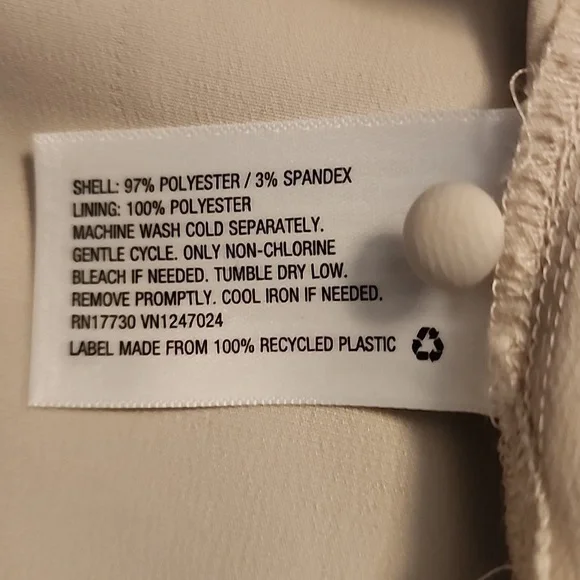 SHELL: 97% POLYESTER / 3% SPANDEX
LINING: 100% POLYESTER
MACHINE WASH COLD SEPARATELY.
GENTLE CYCLE. ONLY NON-CHLORINE
BLEACH IF NEEDED. TUMBLE DRY LOW.
REMOVE PROMPTLY. COOL IRON IF NEEDED.
RN17730 VN1247024
LABEL MADE FROM 100% RECYCLED PLASTIC